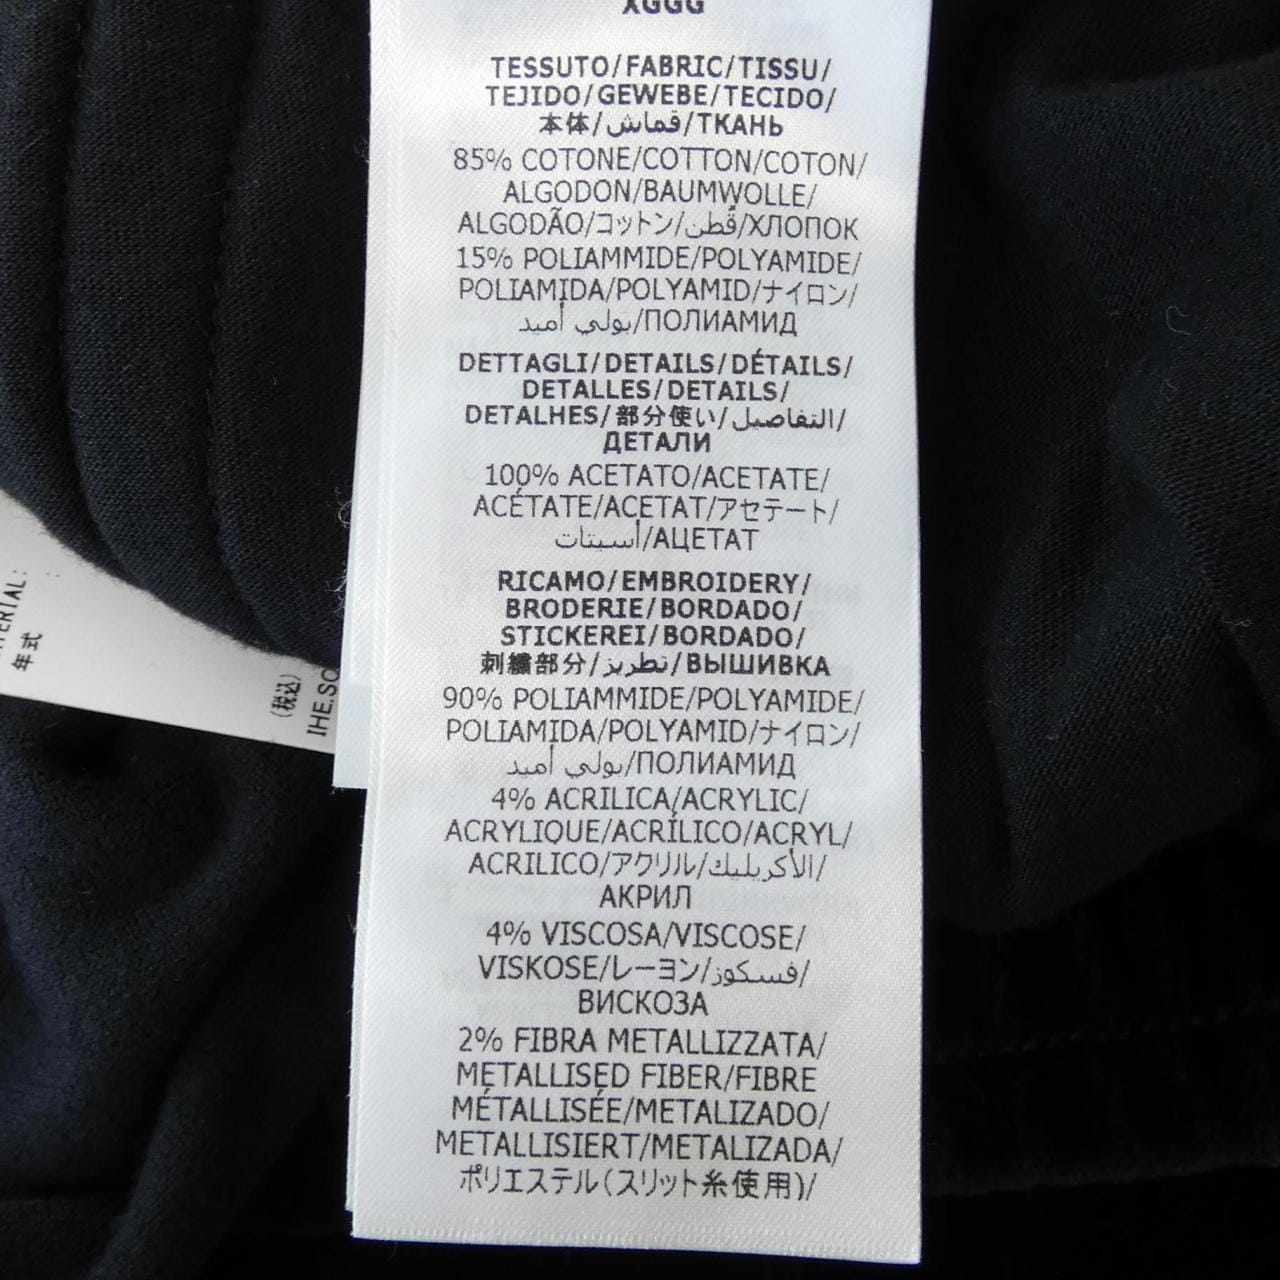 XGGG
TESSUTO/FABRIC/TISSU/
TEJIDO/GEWEBE/TECIDO/
本体/قماش/ТКАНЬ
85% COTONE/COTTON/COTON/
ALGODON/BAUMWOLLE/
ALGODÃO/コットン/قطن/ХЛОПОК
15% POLIAMMIDE/POLYAMIDE/
POLIAMIDA/POLYAMID/ナイロン/
بولي أميد/ПОЛИАМИД
DETTAGLI/DETAILS/DÉTAILS/
DETALLES/DETAILS/
DETALHES/部分使い/التفاصيل/
ДЕТАЛИ
100% ACETATO/ACETATE/
ACÉTATE/ACETAT/アセテート/
أسيتات/АЦЕТАТ
RICAMO/EMBROIDERY/
BRODERIE/BORDADO/
STICKEREI/BORDADO/
刺繍部分/تطريز/ВЫШИВКА
90% POLIAMMIDE/POLYAMIDE/
POLIAMIDA/POLYAMID/ナイロン/
بولي أميد/ПОЛИАМИД
4% ACRILICA/ACRYLIC/
ACRYLIQUE/ACRÍLICO/ACRYL/
ACRILICO/アクリル/الأكريليك/
АКРИЛ
4% VISCOSA/VISCOSE/
VISKOSE/レーヨン/فسكوز/
ВИСКОЗА
2% FIBRA METALLIZZATA/
METALLISED FIBER/FIBRE
MÉTALLISÉE/METALIZADO/
METALLISIERT/METALIZADA/
ポリエステル(スリット糸使用)/
年式
(税込)